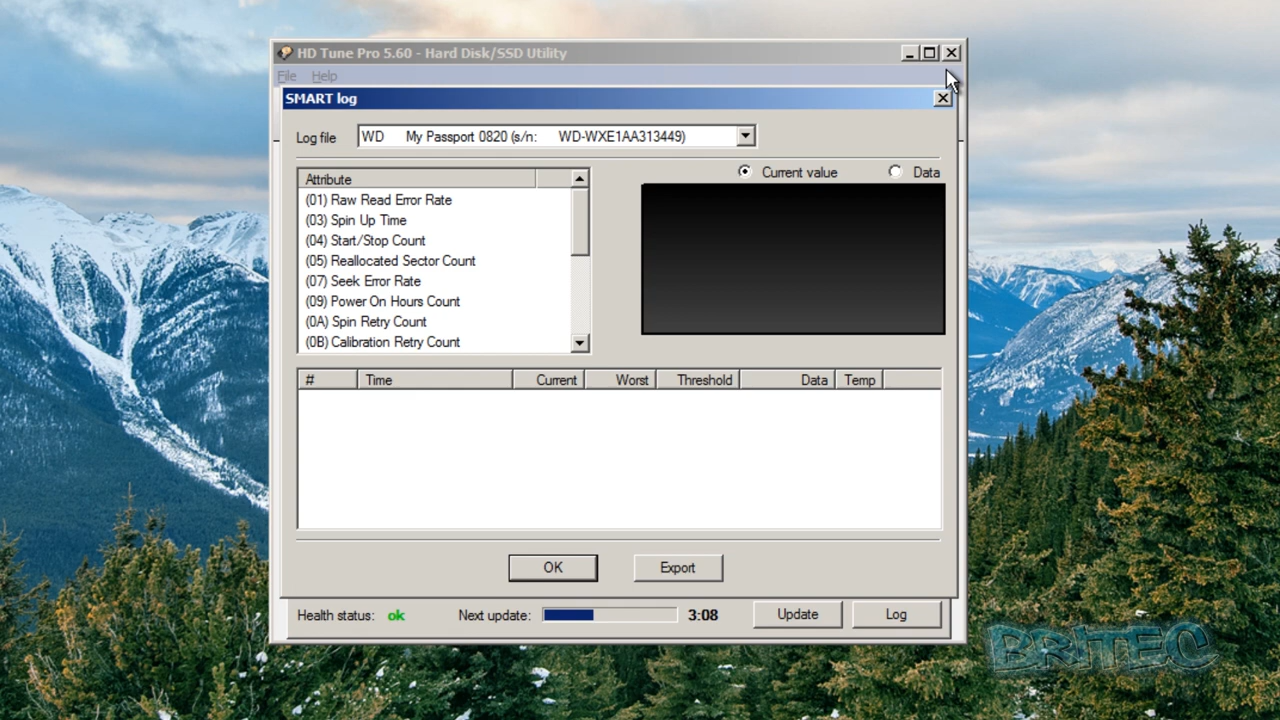 HD Tune Pro 5.60 - Hard Disk/SSD Utility
File Help
SMART log
Log file WD My Passport 0820 (s/n: WD-WXE1AA313449)
Current value Data
Attribute
(01) Raw Read Error Rate
(03) Spin Up Time
(04) Start/Stop Count
(05) Reallocated Sector Count
(07) Seek Error Rate
(09) Power On Hours Count
(0A) Spin Retry Count
(0B) Calibration Retry Count
# Time Current Worst Threshold Data Temp
OK Export
Health status: ok Next update: 3:08 Update Log
BRITEC